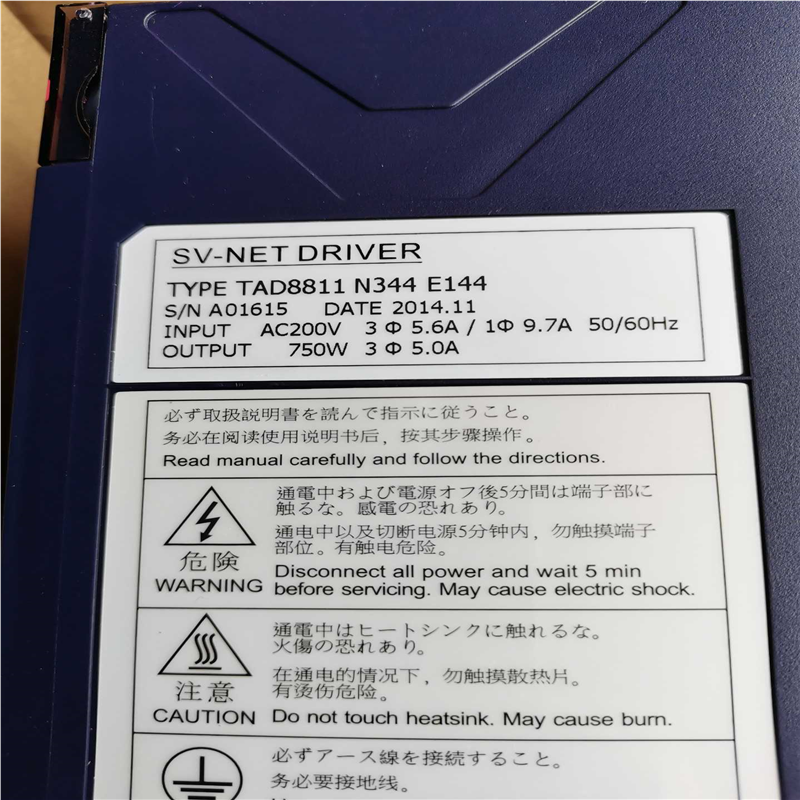 SV-NET DRIVER
TYPE TAD8811 N344 E144
S/N A01615 DATE 2014.11
INPUT AC200V 3 Φ 5.6A / 1Φ 9.7A 50/60Hz
OUTPUT 750W 3 Φ 5.0A
必ず取扱説明書を読んで指示に従うこと。
务必在阅读使用说明书后，按其步骤操作。
Read manual carefully and follow the directions.
通電中および電源オフ後5分間は端子部に
触るな。感電の恐れあり。
通电中以及切断电源5分钟内，勿触摸端子
部位。有触电危险。
危険
WARNING
Disconnect all power and wait 5 min
before servicing. May cause electric shock.
通電中はヒートシンクに触れるな。
火傷の恐れあり。
在通电的情况下，勿触摸散热片。
有烫伤危险。
注意
CAUTION
Do not touch heatsink. May cause burn.
必ずアース線を接続すること。
务必要接地线。